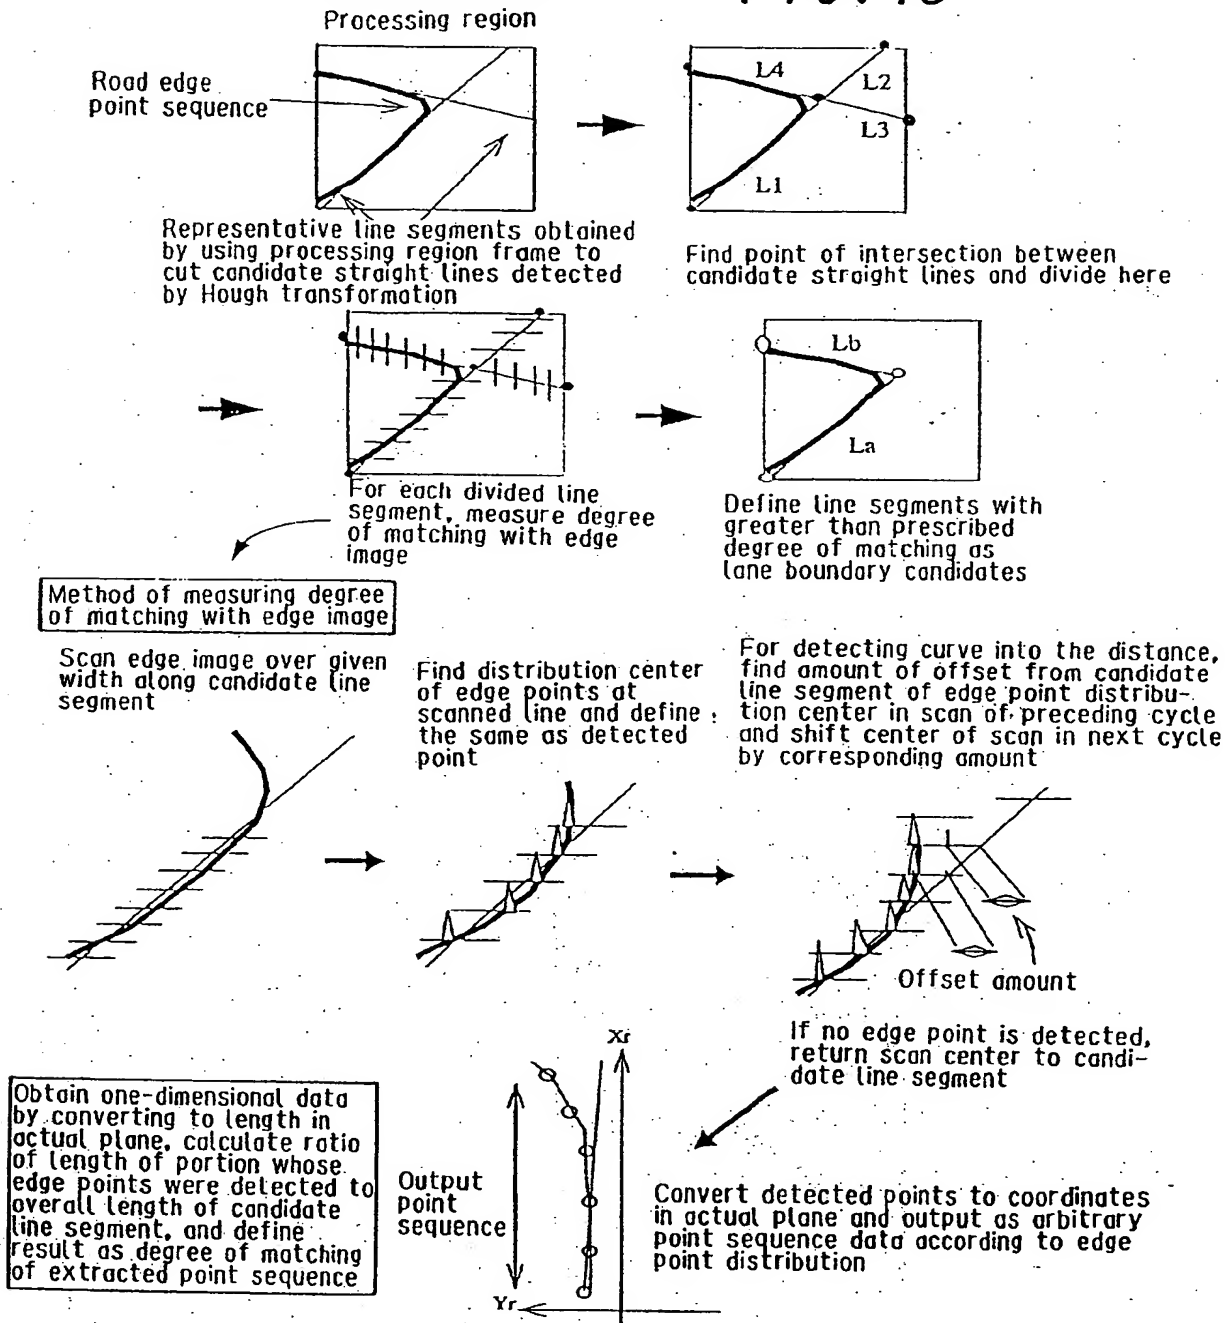 Processing region
Road edge
point sequence
L4
L2
L3
L1
Representative line segments obtained
by using processing region frame to
cut candidate straight lines detected
by Hough transformation
Find point of intersection between
candidate straight lines and divide here
Lb
La
For each divided line
segment, measure degree
of matching with edge
image
Define line segments with
greater than prescribed
degree of matching as
lane boundary candidates
Method of measuring degree
of matching with edge image
Scan edge image over given
width along candidate line
segment
Find distribution center
of edge points at
scanned line and define
the same as detected
point
For detecting curve into the distance,
find amount of offset from candidate
line segment of edge point distribu-
tion center in scan of preceding cycle
and shift center of scan in next cycle
by corresponding amount
Offset amount
If no edge point is detected,
return scan center to candi-
date line segment
Obtain one-dimensional data
by converting to length in
actual plane, calculate ratio
of length of portion whose
edge points were detected to
overall length of candidate
line segment, and define
result as degree of matching
of extracted point sequence
Xr
Output
point
sequence
Yr
Convert detected points to coordinates
in actual plane and output as arbitrary
point sequence data according to edge
point distribution